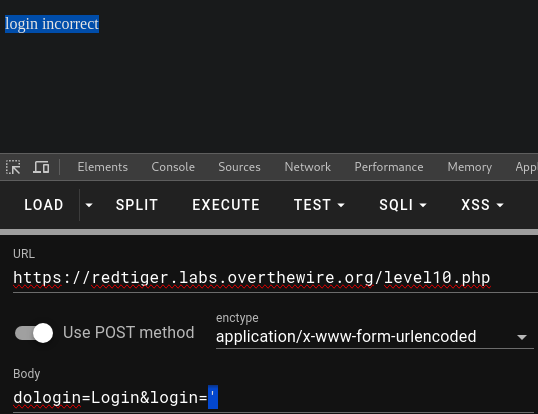 login incorrect
Elements Console Sources Network Performance Memory
LOAD SPLIT EXECUTE TEST SQLI XSS
URL
https://redtiger.labs.overthewire.org/level10.php
enctype
Use POST method application/x-www-form-urlencoded
Body
dologin=Login&login='